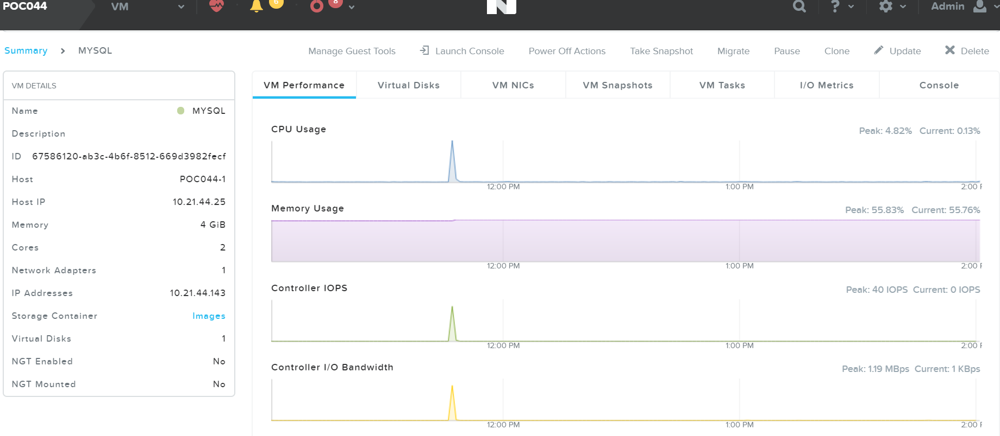 POC044 VM 6 8 ? Admin
Summary > MYSQL Manage Guest Tools Launch Console Power Off Actions Take Snapshot Migrate Pause Clone Update Delete
VM DETAILS
Name MYSQL
Description
ID 67586120-ab3c-4b6f-8512-669d3982fecf
Host POC044-1
Host IP 10.21.44.25
Memory 4 GiB
Cores 2
Network Adapters 1
IP Addresses 10.21.44.143
Storage Container Images
Virtual Disks 1
NGT Enabled No
NGT Mounted No
VM Performance Virtual Disks VM NICs VM Snapshots VM Tasks I/O Metrics Console
CPU Usage Peak: 4.82% Current: 0.13%
12:00 PM 1:00 PM 2:00 P
Memory Usage Peak: 55.83% Current: 55.76%
12:00 PM 1:00 PM 2:00 P
Controller IOPS Peak: 40 IOPS Current: 0 IOPS
12:00 PM 1:00 PM 2:00 P
Controller I/O Bandwidth Peak: 1.19 MBps Current: 1 KBps
12:00 PM 1:00 PM 2:00 P